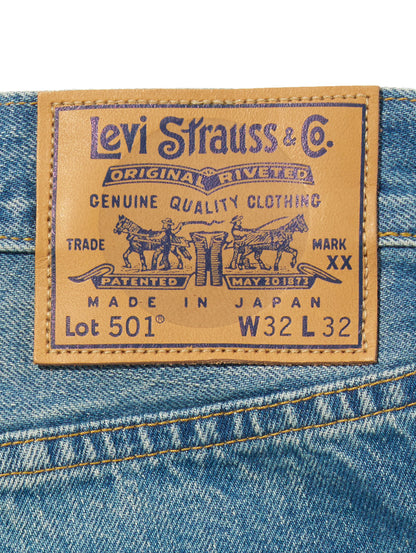 Levi Strauss & Co.
ORIGINAL RIVETED
GENUINE QUALITY CLOTHING
TRADE MARK
XX
PATENTED MAY 20 1873
MADE IN JAPAN
Lot 501® W32 L 32